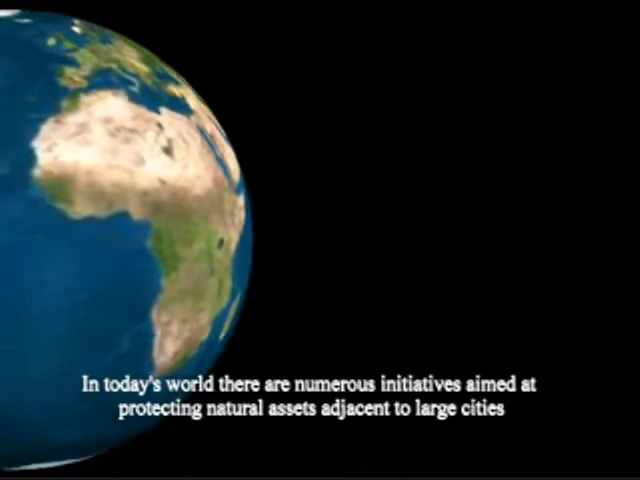 In today's world there are numerous initiatives aimed at
protecting natural assets adjacent to large cities